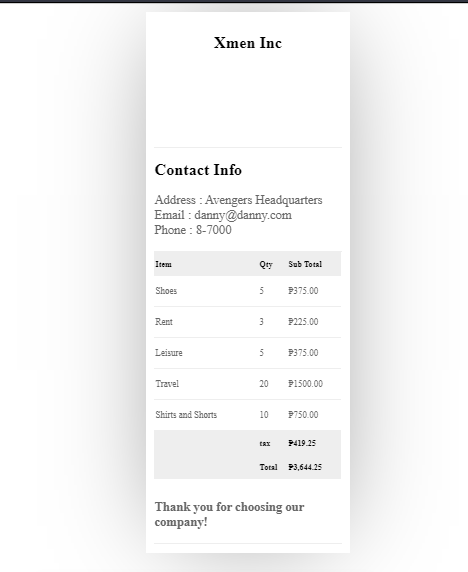 Xmen Inc
Contact Info
Address : Avengers Headquarters
Email : danny@danny.com
Phone : 8-7000
Item Qty Sub Total
Shoes 5 ₱375.00
Rent 3 ₱225.00
Leisure 5 ₱375.00
Travel 20 ₱1500.00
Shirts and Shorts 10 ₱750.00
tax ₱419.25
Total ₱3,644.25
Thank you for choosing our
company!